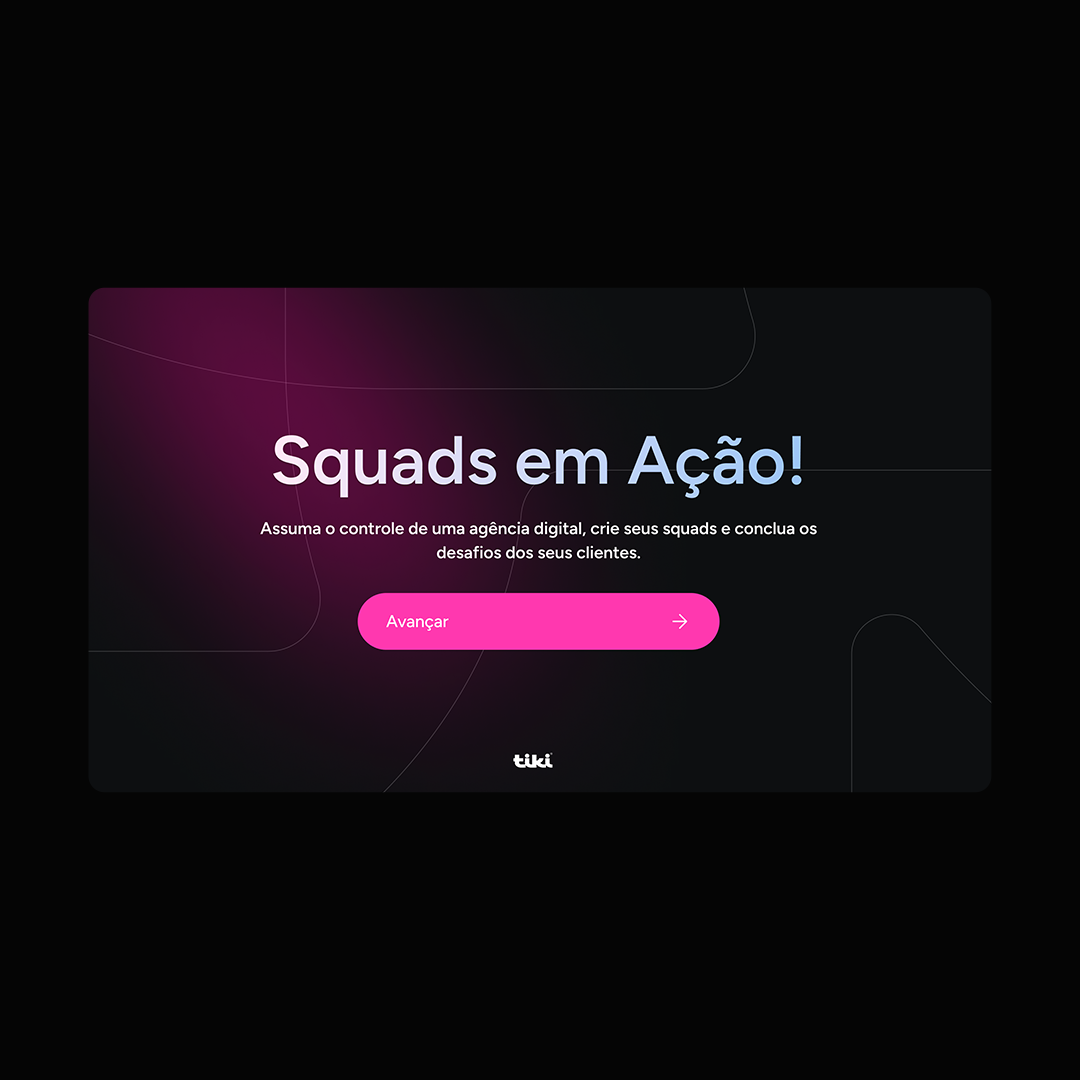 Squads em Ação!
Assuma o controle de uma agência digital, crie seus squads e conclua os
desafios dos seus clientes.
Avançar
tiki